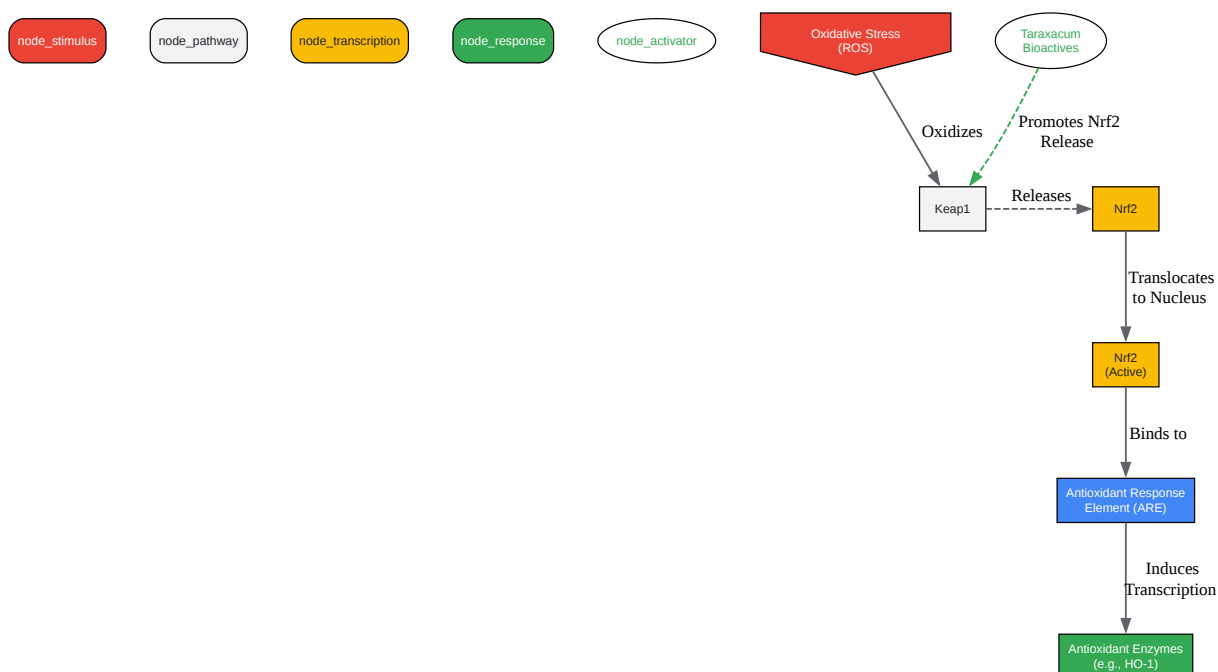 node_stimulus
node_pathway
node_transcription
node_response
node_activator
Oxidative Stress
(ROS)
Taraxacum
Bioactives
Oxidizes
Promotes Nrf2
Release
Keap1
Releases
Nrf2
Translocates
to Nucleus
Nrf2
(Active)
Binds to
Antioxidant Response
Element (ARE)
Induces
Transcription
Antioxidant Enzymes
(e.g., HO-1)